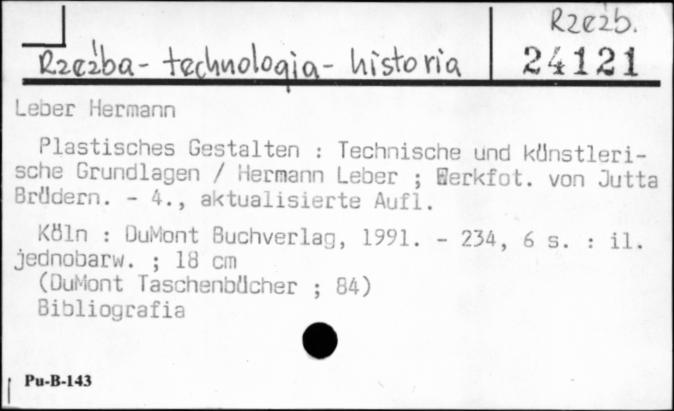 Rzeźb.
Rzeźba - technologia - historia 24121
Leber Hermann
Plastisches Gestalten : Technische und künstleri-
sche Grundlagen / Hermann Leber ; Werkfot. von Jutta
Brüdern. - 4., aktualisierte Aufl.
Köln : DuMont Buchverlag, 1991. - 234, 6 s. : il.
jednobarw. ; 18 cm
(DuMont Taschenbücher ; 84)
Bibliografia
Pu-B-143